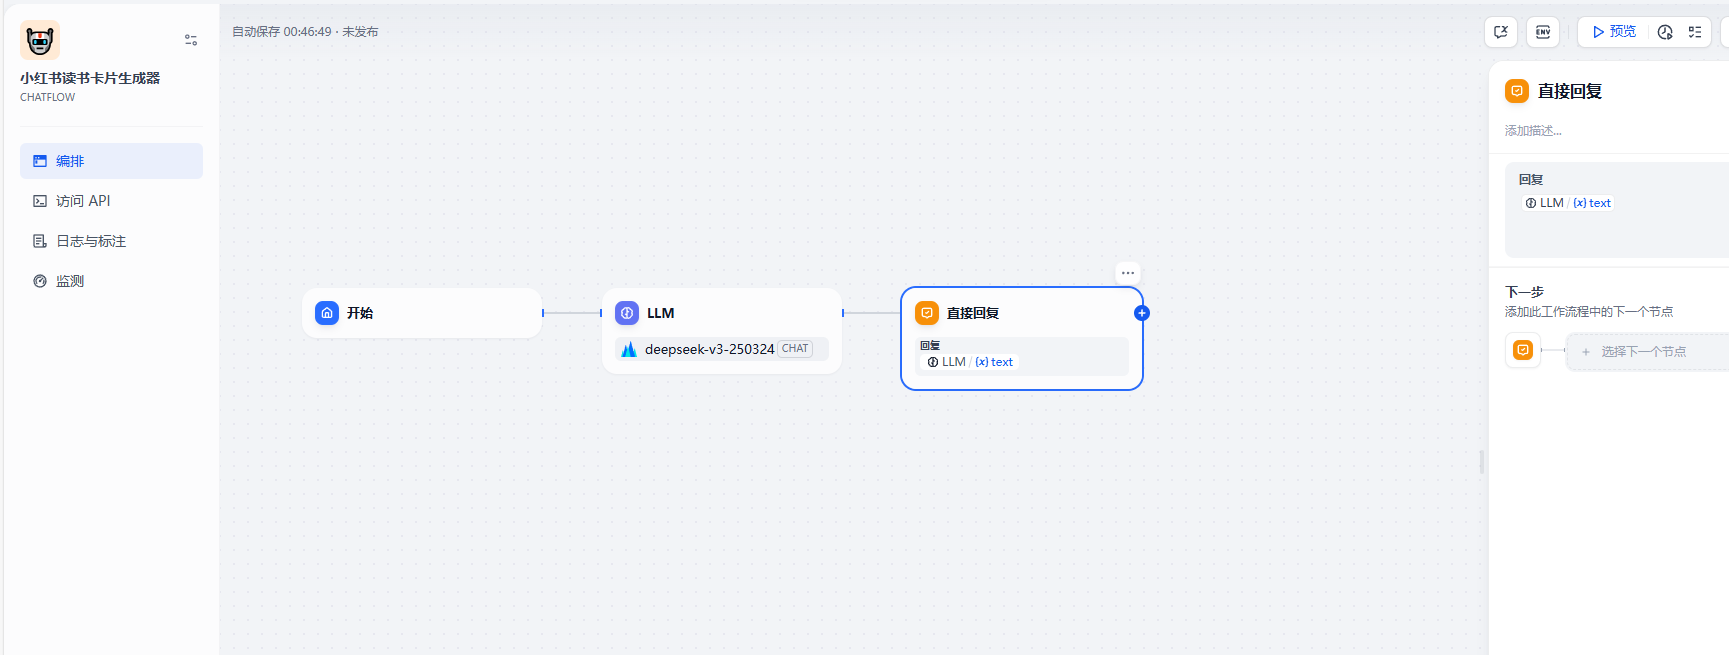 小红书读书卡片生成器
CHATFLOW
编排
访问 API
日志与标注
监测
自动保存 00:46:49 · 未发布
ENV
预览
开始
LLM
deepseek-v3-250324 CHAT
直接回复
回复
LLM / {x} text
直接回复
添加描述...
回复
LLM / {x} text
下一步
添加此工作流程中的下一个节点
+ 选择下一个节点